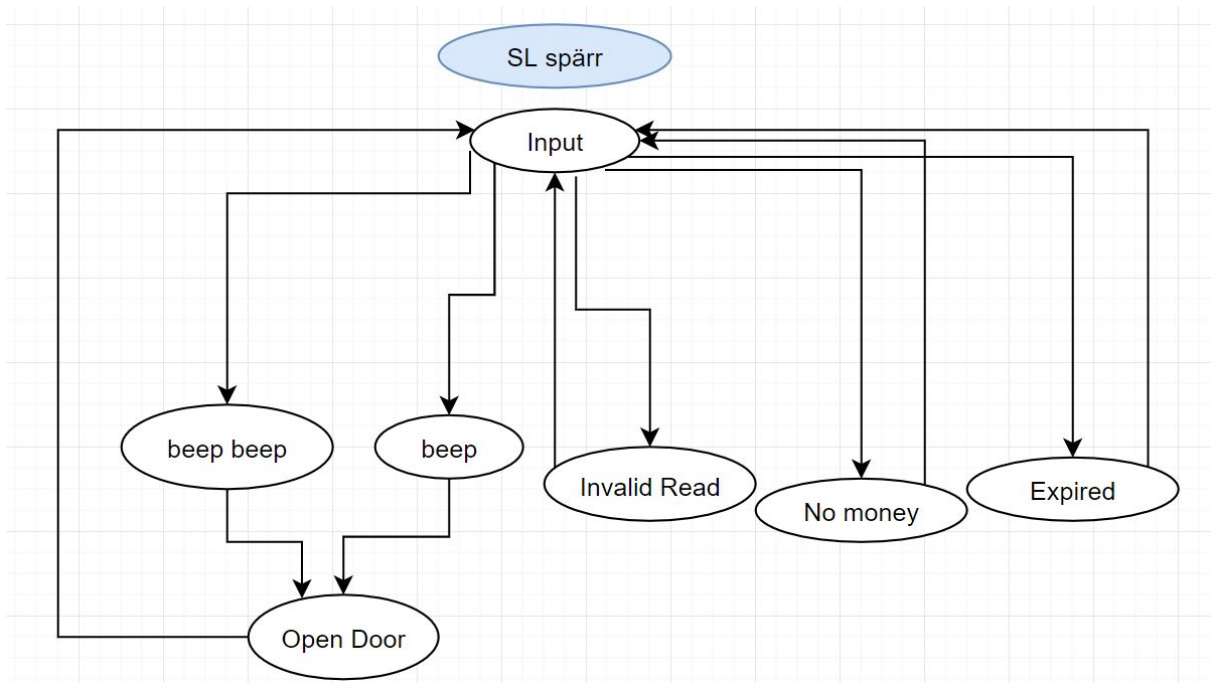 SL spärr
Input
beep beep
beep
Invalid Read
No money
Expired
Open Door